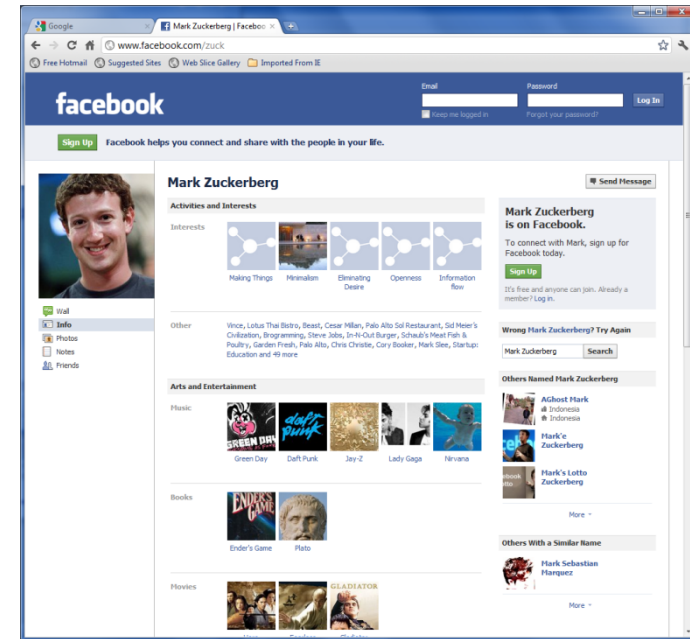 Google
Mark Zuckerberg | Faceboo
www.facebook.com/zuck
Free Hotmail
Suggested Sites
Web Slice Gallery
Imported From IE
facebook
Email
Password
Log In
Keep me logged in
Forgot your password?
Sign Up
Facebook helps you connect and share with the people in your life.
Wall
Info
Photos
Notes
Friends
Mark Zuckerberg
Send Message
Activities and Interests
Interests
Making Things
Minimalism
Eliminating
Desire
Openness
Information
flow
Other
Vince, Lotus Thai Bistro, Beast, Cesar Millan, Palo Alto Sol Restaurant, Sid Meier's
Civilization, Programming, Steve Jobs, In-N-Out Burger, Schaub's Meat Fish &
Poultry, Garden Fresh, Palo Alto, Chris Christie, Cory Booker, Mark Slee, Startup:
Education and 49 more
Arts and Entertainment
Music
GREEN DAY
daft
punk
Green Day
Daft Punk
Jay-Z
Lady Gaga
Nirvana
Books
ENDER'S
GAME
Ender's Game
Plato
Movies
GLADIATOR
Mark Zuckerberg
is on Facebook.
To connect with Mark, sign up for
Facebook today.
Sign Up
It's free and anyone can join. Already a
member? Log in.
Wrong Mark Zuckerberg? Try Again
Mark Zuckerberg
Search
Others Named Mark Zuckerberg
AGhost Mark
Indonesia
Indonesia
Mark'e
Zuckerberg
Mark's Lotto
Zuckerberg
More
Others With a Similar Name
Mark Sebastian
Marquez
More